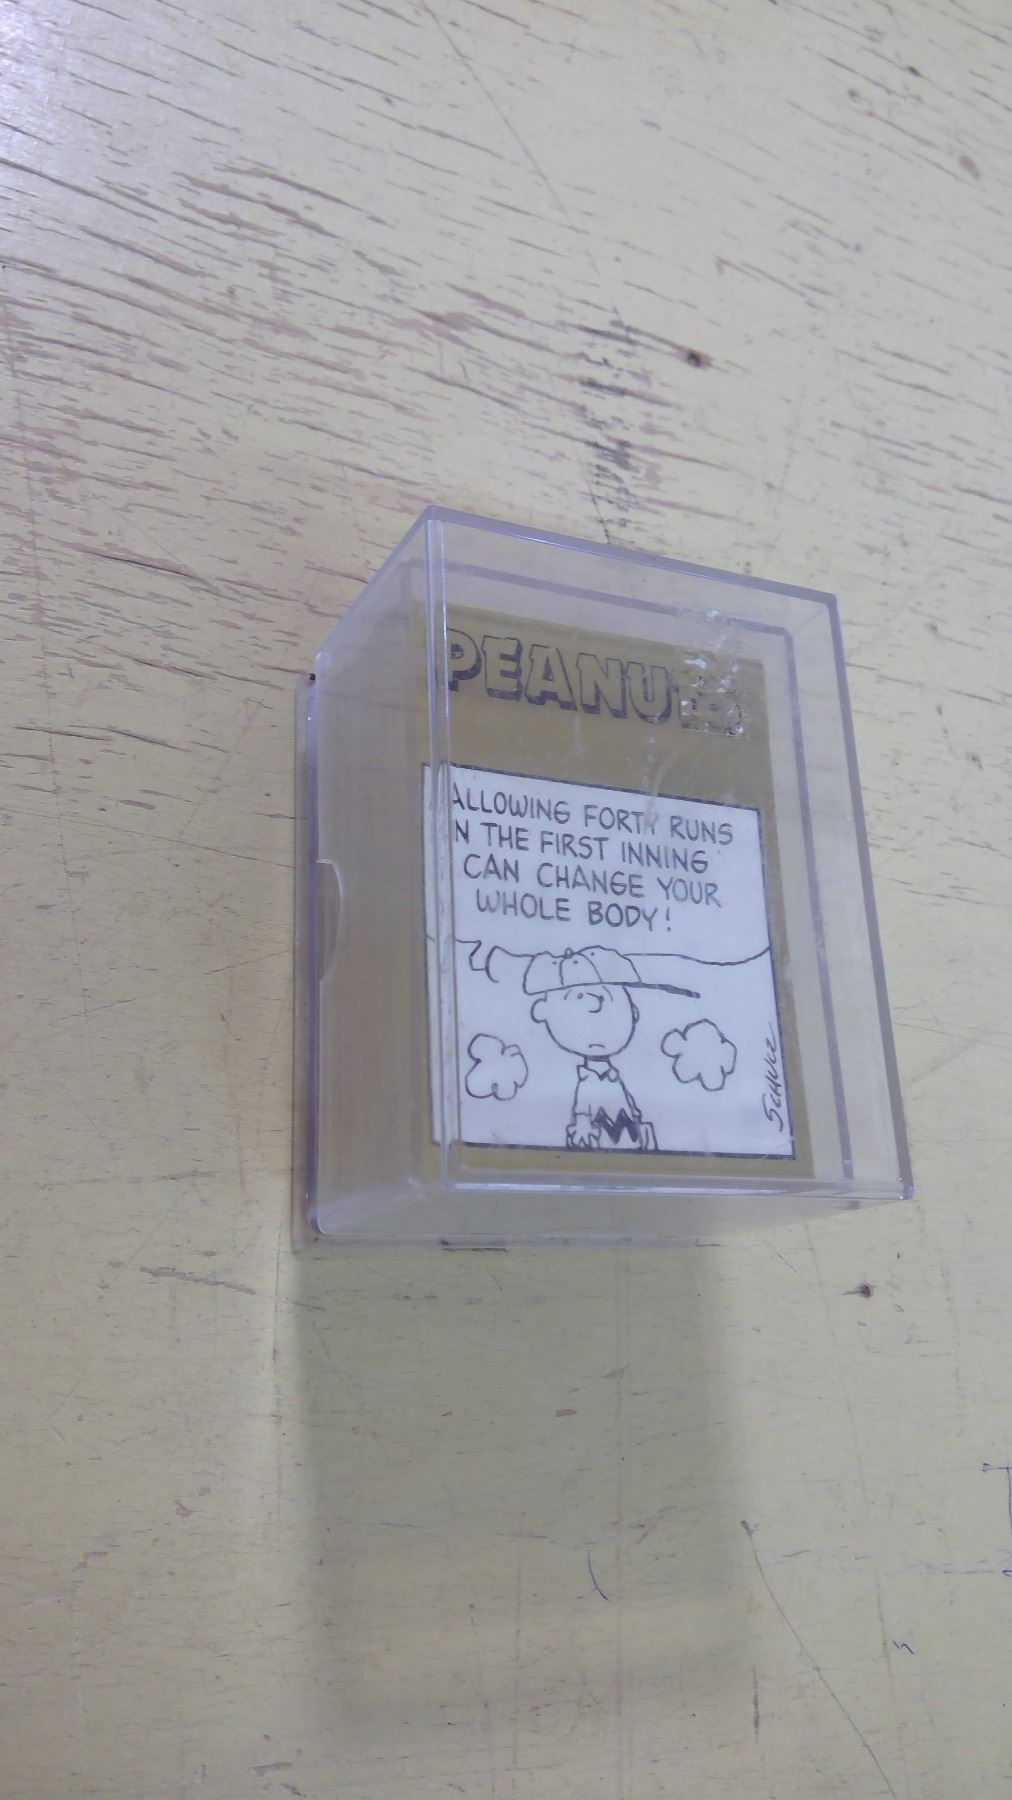 PEANUTS
ALLOWING FORTY RUNS
IN THE FIRST INNING
CAN CHANGE YOUR
WHOLE BODY!
SCHULZ